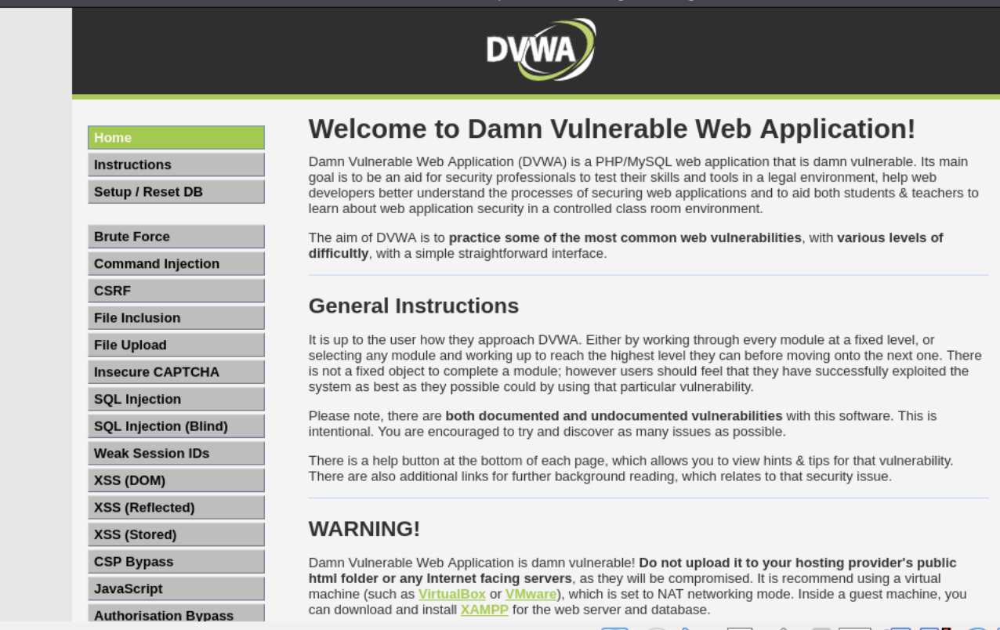 DVWA
Home
Instructions
Setup / Reset DB
Brute Force
Command Injection
CSRF
File Inclusion
File Upload
Insecure CAPTCHA
SQL Injection
SQL Injection (Blind)
Weak Session IDs
XSS (DOM)
XSS (Reflected)
XSS (Stored)
CSP Bypass
JavaScript
Authorisation Bypass
Welcome to Damn Vulnerable Web Application!
Damn Vulnerable Web Application (DVWA) is a PHP/MySQL web application that is damn vulnerable. Its main
goal is to be an aid for security professionals to test their skills and tools in a legal environment, help web
developers better understand the processes of securing web applications and to aid both students & teachers to
learn about web application security in a controlled class room environment.
The aim of DVWA is to practice some of the most common web vulnerabilities, with various levels of
difficultly, with a simple straightforward interface.
General Instructions
It is up to the user how they approach DVWA. Either by working through every module at a fixed level, or
selecting any module and working up to reach the highest level they can before moving onto the next one. There
is not a fixed object to complete a module; however users should feel that they have successfully exploited the
system as best as they possible could by using that particular vulnerability.
Please note, there are both documented and undocumented vulnerabilities with this software. This is
intentional. You are encouraged to try and discover as many issues as possible.
There is a help button at the bottom of each page, which allows you to view hints & tips for that vulnerability.
There are also additional links for further background reading, which relates to that security issue.
WARNING!
Damn Vulnerable Web Application is damn vulnerable! Do not upload it to your hosting provider's public
html folder or any Internet facing servers, as they will be compromised. It is recommend using a virtual
machine (such as VirtualBox or VMware), which is set to NAT networking mode. Inside a guest machine, you
can download and install XAMPP for the web server and database.